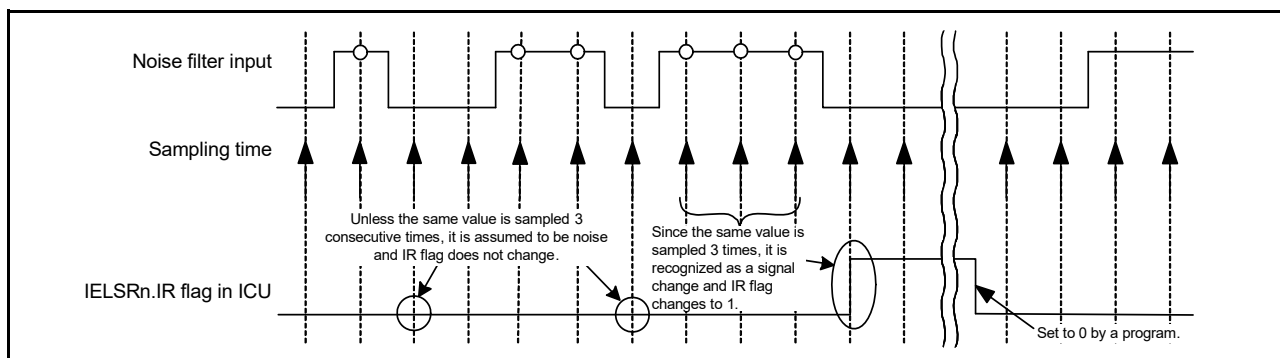 Noise filter input
Sampling time
Unless the same value is sampled 3
consecutive times, it is assumed to be noise
and IR flag does not change.
Since the same value is
sampled 3 times, it is
recognized as a signal
change and IR flag
changes to 1.
IELSRn.IR flag in ICU
Set to 0 by a program.